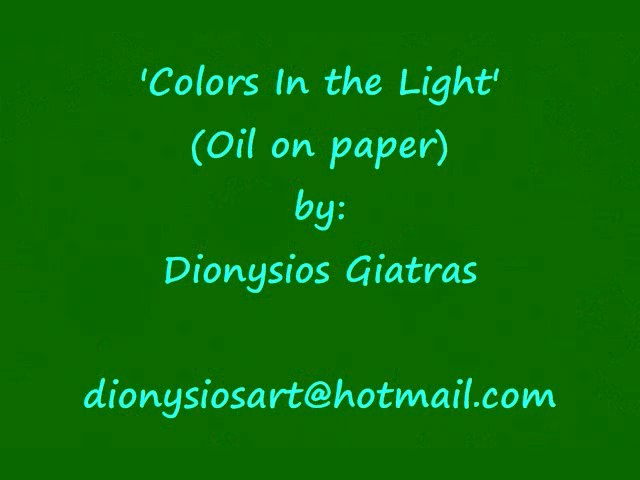 'Colors In the Light'
(Oil on paper)
by:
Dionysios Giatras
dionysiosart@hotmail.com